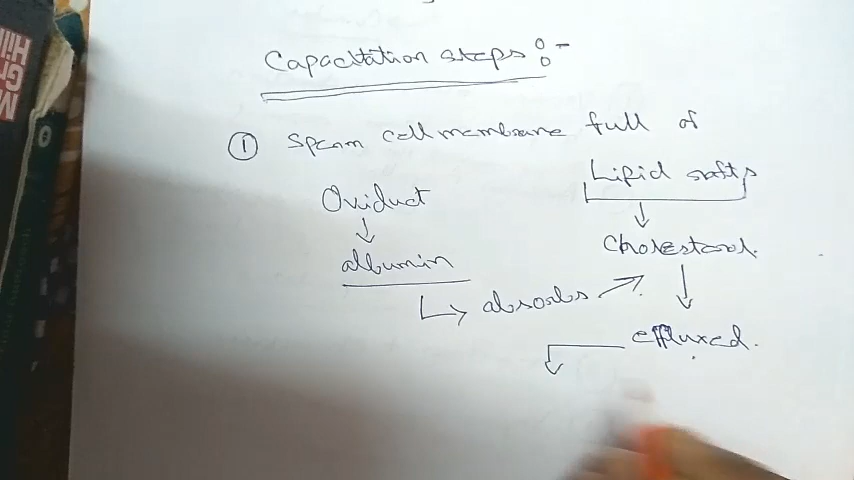 Capacitation steps :-
① Sperm cell membrane full of
Lipid rafts
Oviduct
Cholesterol.
albumin
absorbs
effluxed.